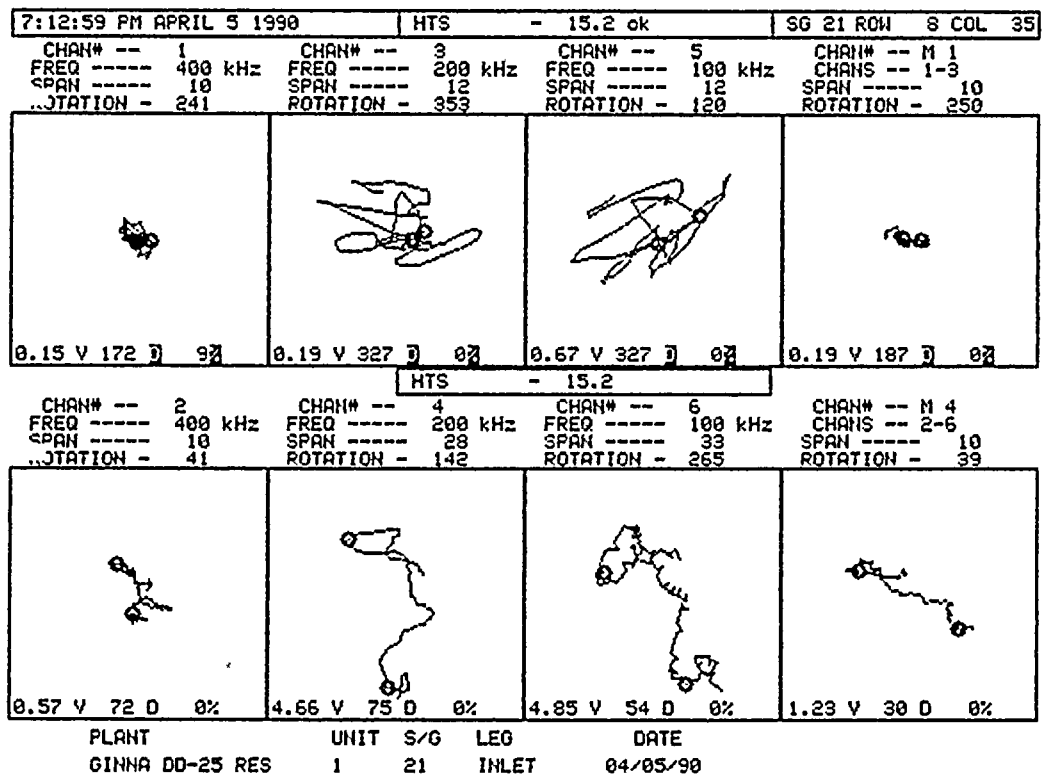 7:12:59 PM APRIL 5 1990 HTS - 15.2 ok SG 21 ROW 8 COL 35
CHAN# -- 1 CHAN# -- 3 CHAN# -- 5 CHAN# -- M 1
FREQ ----- 400 kHz FREQ ----- 200 kHz FREQ ----- 100 kHz CHANS -- 1-3
SPAN ----- 10 SPAN ----- 12 SPAN ----- 12 SPAN ----- 10
..OTATION - 241 ROTATION - 353 ROTATION - 120 ROTATION - 250
0.15 V 172 D 9% 0.19 V 327 D 0% 0.67 V 327 D 0% 0.19 V 187 D 0%
HTS - 15.2
CHAN# -- 2 CHAN# -- 4 CHAN# -- 6 CHAN# -- M 4
FREQ ----- 400 kHz FREQ ----- 200 kHz FREQ ----- 100 kHz CHANS -- 2-6
SPAN ----- 10 SPAN ----- 28 SPAN ----- 33 SPAN ----- 10
..OTATION - 41 ROTATION - 142 ROTATION - 265 ROTATION - 39
0.57 V 72 D 0% 4.66 V 75 D 0% 4.85 V 54 D 0% 1.23 V 30 D 0%
PLANT UNIT S/G LEG DATE
GINNA DD-25 RES 1 21 INLET 04/05/90